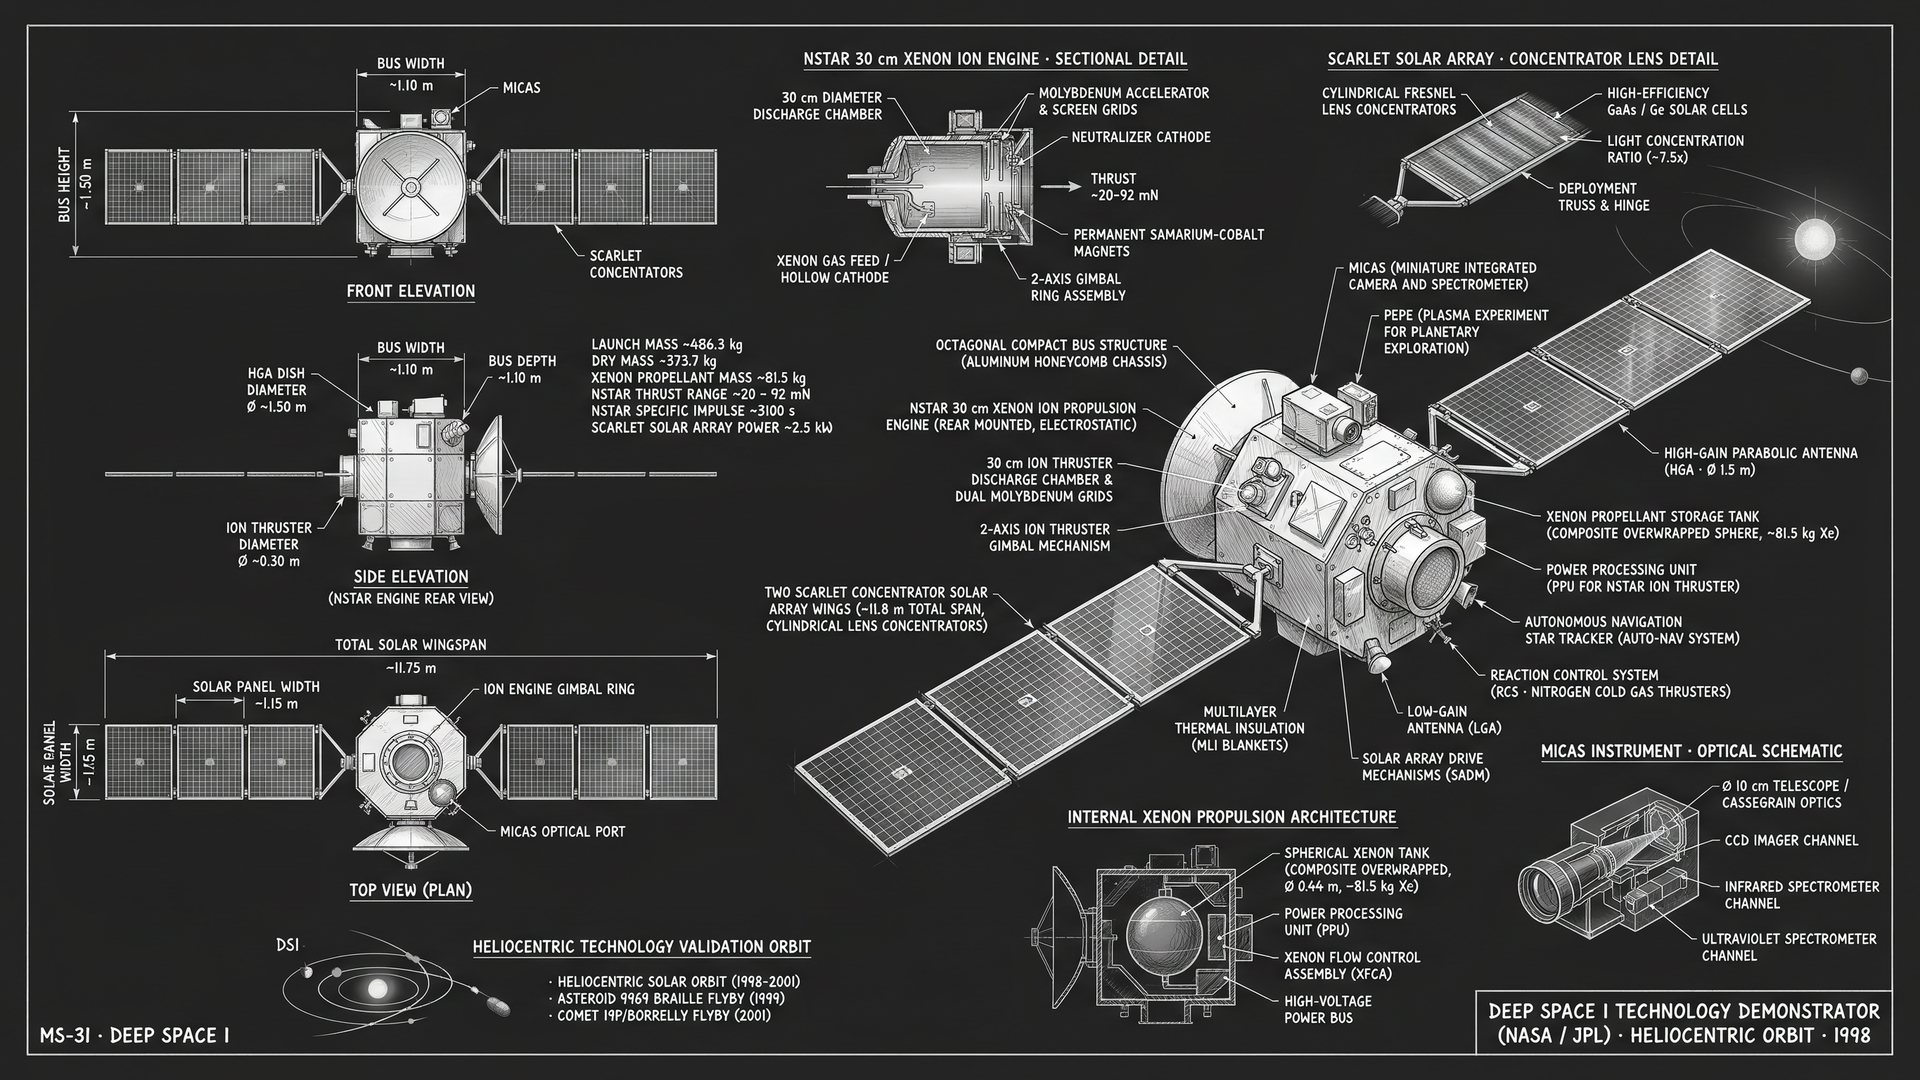 BUS WIDTH
~1.10 m
MICAS
BUS HEIGHT
~1.50 m
SCARLET
CONCENTATORS
FRONT ELEVATION
BUS WIDTH
~1.10 m
BUS DEPTH
~1.10 m
HGA DISH
DIAMETER
Ø ~1.50 m
ION THRUSTER
DIAMETER
Ø ~0.30 m
SIDE ELEVATION
(NSTAR ENGINE REAR VIEW)
LAUNCH MASS ~486.3 kg
DRY MASS ~373.7 kg
XENON PROPELLANT MASS ~81.5 kg
NSTAR THRUST RANGE ~20 - 92 mN
NSTAR SPECIFIC IMPULSE ~3100 s
SCARLET SOLAR ARRAY POWER ~2.5 kW
TOTAL SOLAR WINGSPAN
~11.75 m
SOLAR PANEL WIDTH
~1.15 m
ION ENGINE GIMBAL RING
WIDTH
MICAS OPTICAL PORT
TOP VIEW (PLAN)
DS1
HELIOCENTRIC TECHNOLOGY VALIDATION ORBIT
· HELIOCENTRIC SOLAR ORBIT (1998-2001)
· ASTEROID 9969 BRAILLE FLYBY (1999)
· COMET 19P/BORRELLY FLYBY (2001)
MS-31 · DEEP SPACE 1
NSTAR 30 cm XENON ION ENGINE · SECTIONAL DETAIL
30 cm DIAMETER
DISCHARGE CHAMBER
MOLYBDENUM ACCELERATOR
& SCREEN GRIDS
NEUTRALIZER CATHODE
THRUST
~20-92 mN
PERMANENT SAMARIUM-COBALT
MAGNETS
XENON GAS FEED /
HOLLOW CATHODE
2-AXIS GIMBAL
RING ASSEMBLY
SCARLET SOLAR ARRAY · CONCENTRATOR LENS DETAIL
CYLINDRICAL FRESNEL
LENS CONCENTRATORS
HIGH-EFFICIENCY
GaAs / Ge SOLAR CELLS
LIGHT CONCENTRATION
RATIO (~7.5x)
DEPLOYMENT
TRUSS & HINGE
MICAS (MINIATURE INTEGRATED
CAMERA AND SPECTROMETER)
PEPE (PLASMA EXPERIMENT
FOR PLANETARY
EXPLORATION)
OCTAGONAL COMPACT BUS STRUCTURE
(ALUMINUM HONEYCOMB CHASSIS)
NSTAR 30 cm XENON ION PROPULSION
ENGINE (REAR MOUNTED, ELECTROSTATIC)
30 cm ION THRUSTER
DISCHARGE CHAMBER &
DUAL MOLYBDENUM GRIDS
2-AXIS ION THRUSTER
GIMBAL MECHANISM
TWO SCARLET CONCENTRATOR SOLAR
ARRAY WINGS (~11.8 m TOTAL SPAN,
CYLINDRICAL LENS CONCENTRATORS)
HIGH-GAIN PARABOLIC ANTENNA
(HGA · Ø 1.5 m)
XENON PROPELLANT STORAGE TANK
(COMPOSITE OVERWRAPPED SPHERE, ~81.5 kg Xe)
POWER PROCESSING UNIT
(PPU FOR NSTAR ION THRUSTER)
AUTONOMOUS NAVIGATION
STAR TRACKER (AUTO-NAV SYSTEM)
REACTION CONTROL SYSTEM
(RCS · NITROGEN COLD GAS THRUSTERS)
LOW-GAIN
ANTENNA (LGA)
MULTILAYER
THERMAL INSULATION
(MLI BLANKETS)
SOLAR ARRAY DRIVE
MECHANISMS (SADM)
INTERNAL XENON PROPULSION ARCHITECTURE
SPHERICAL XENON TANK
(COMPOSITE OVERWRAPPED,
Ø 0.44 m, ~81.5 kg Xe)
POWER PROCESSING
UNIT (PPU)
XENON FLOW CONTROL
ASSEMBLY (XFCA)
HIGH-VOLTAGE
POWER BUS
MICAS INSTRUMENT · OPTICAL SCHEMATIC
Ø 10 cm TELESCOPE /
CASSEGRAIN OPTICS
CCD IMAGER CHANNEL
INFRARED SPECTROMETER
CHANNEL
ULTRAVIOLET SPECTROMETER
CHANNEL
DEEP SPACE 1 TECHNOLOGY DEMONSTRATOR
(NASA / JPL) · HELIOCENTRIC ORBIT · 1998